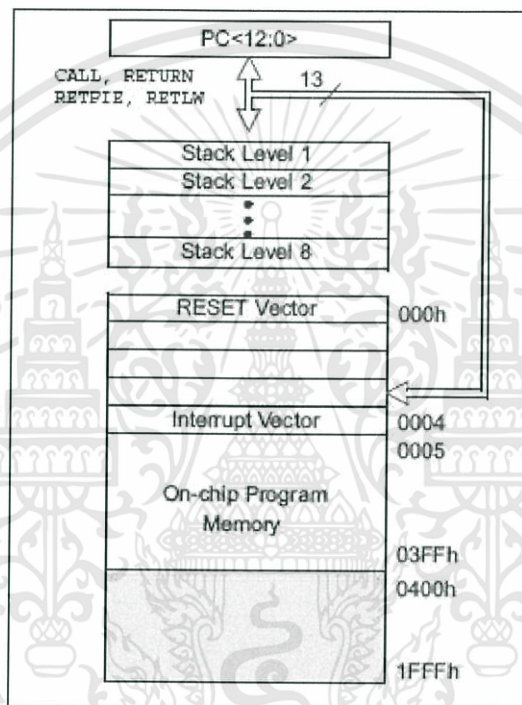 PC<12:0>
CALL, RETURN
RETFIE, RETLW
13
Stack Level 1
Stack Level 2
Stack Level 8
RESET Vector
000h
Interrupt Vector
0004
0005
On-chip Program
Memory
03FFh
0400h
1FFFh